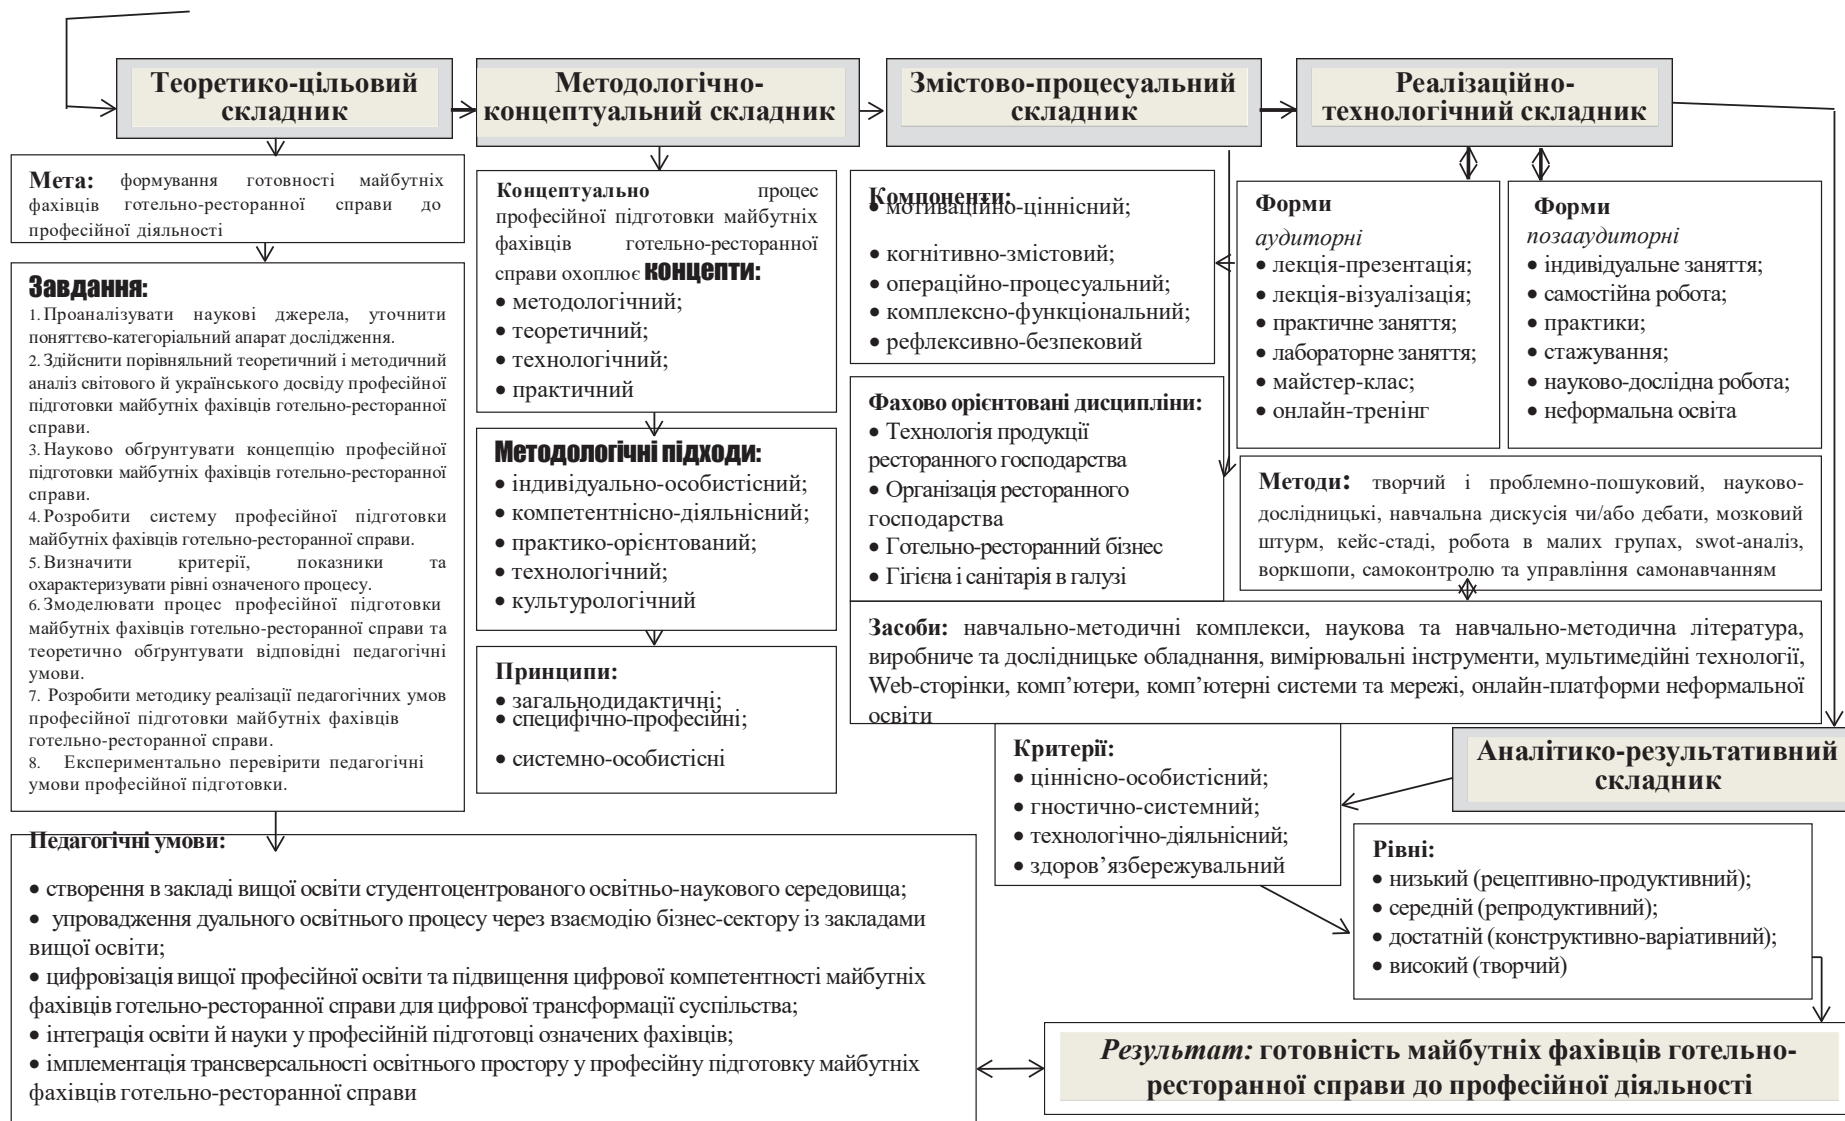 Теоретико-цільовий
складник
Методологічно-
концептуальний складник
Змістово-процесуальний
складник
Реалізаційно-
технологічний складник
Мета: формування готовності майбутніх
фахівців готельно-ресторанної справи до
професійної діяльності
Завдання:
1. Проаналізувати наукові джерела, уточнити
поняттєво-категоріальний апарат дослідження.
2. Здійснити порівняльний теоретичний і методичний
аналіз світового й українського досвіду професійної
підготовки майбутніх фахівців готельно-ресторанної
справи.
3. Науково обґрунтувати концепцію професійної
підготовки майбутніх фахівців готельно-ресторанної
справи.
4. Розробити систему професійної підготовки
майбутніх фахівців готельно-ресторанної справи.
5. Визначити критерії, показники та
охарактеризувати рівні означеного процесу.
6. Змоделювати процес професійної підготовки
майбутніх фахівців готельно-ресторанної справи та
теоретично обґрунтувати відповідні педагогічні
умови.
7. Розробити методику реалізації педагогічних умов
професійної підготовки майбутніх фахівців
готельно-ресторанної справи.
8. Експериментально перевірити педагогічні
умови професійної підготовки.
Концептуально процес
професійної підготовки майбутніх
фахівців готельно-ресторанної
справи охоплює концепти:
• методологічний;
• теоретичний;
• технологічний;
• практичний
Методологічні підходи:
• індивідуально-особистісний;
• компетентнісно-діяльнісний;
• практико-орієнтований;
• технологічний;
• культурологічний
Принципи:
• загальнодидактичні;
• специфічно-професійні;
• системно-особистісні
Компоненти:
• мотиваційно-ціннісний;
• когнітивно-змістовий;
• операційно-процесуальний;
• комплексно-функціональний;
• рефлексивно-безпековий
Фахово орієнтовані дисципліни:
• Технологія продукції
ресторанного господарства
• Організація ресторанного
господарства
• Готельно-ресторанний бізнес
• Гігієна і санітарія в галузі
Форми
аудиторні
• лекція-презентація;
• лекція-візуалізація;
• практичне заняття;
• лабораторне заняття;
• майстер-клас;
• онлайн-тренінг
Форми
позааудиторні
• індивідуальне заняття;
• самостійна робота;
• практики;
• стажування;
• науково-дослідна робота;
• неформальна освіта
Методи: творчий і проблемно-пошуковий, науково-
дослідницькі, навчальна дискусія чи/або дебати, мозковий
штурм, кейс-стаді, робота в малих групах, swot-аналіз,
воркшопи, самоконтролю та управління самонавчанням
Засоби: навчально-методичні комплекси, наукова та навчально-методична література,
виробниче та дослідницьке обладнання, вимірювальні інструменти, мультимедійні технології,
Web-сторінки, комп’ютери, комп’ютерні системи та мережі, онлайн-платформи неформальної
освіти
Критерії:
• ціннісно-особистісний;
• гностично-системний;
• технологічно-діяльнісний;
• здоров’язбережувальний
Аналітико-результативний
складник
Рівні:
• низький (рецептивно-продуктивний);
• середній (репродуктивний);
• достатній (конструктивно-варіативний);
• високий (творчий)
Педагогічні умови:
• створення в закладі вищої освіти студентоцентрованого освітньо-наукового середовища;
• упровадження дуального освітнього процесу через взаємодію бізнес-сектору із закладами
вищої освіти;
• цифровізація вищої професійної освіти та підвищення цифрової компетентності майбутніх
фахівців готельно-ресторанної справи для цифрової трансформації суспільства;
• інтеграція освіти й науки у професійній підготовці означених фахівців;
• імплементація трансверсальності освітнього простору у професійну підготовку майбутніх
фахівців готельно-ресторанної справи
Результат: готовність майбутніх фахівців готельно-
ресторанної справи до професійної діяльності